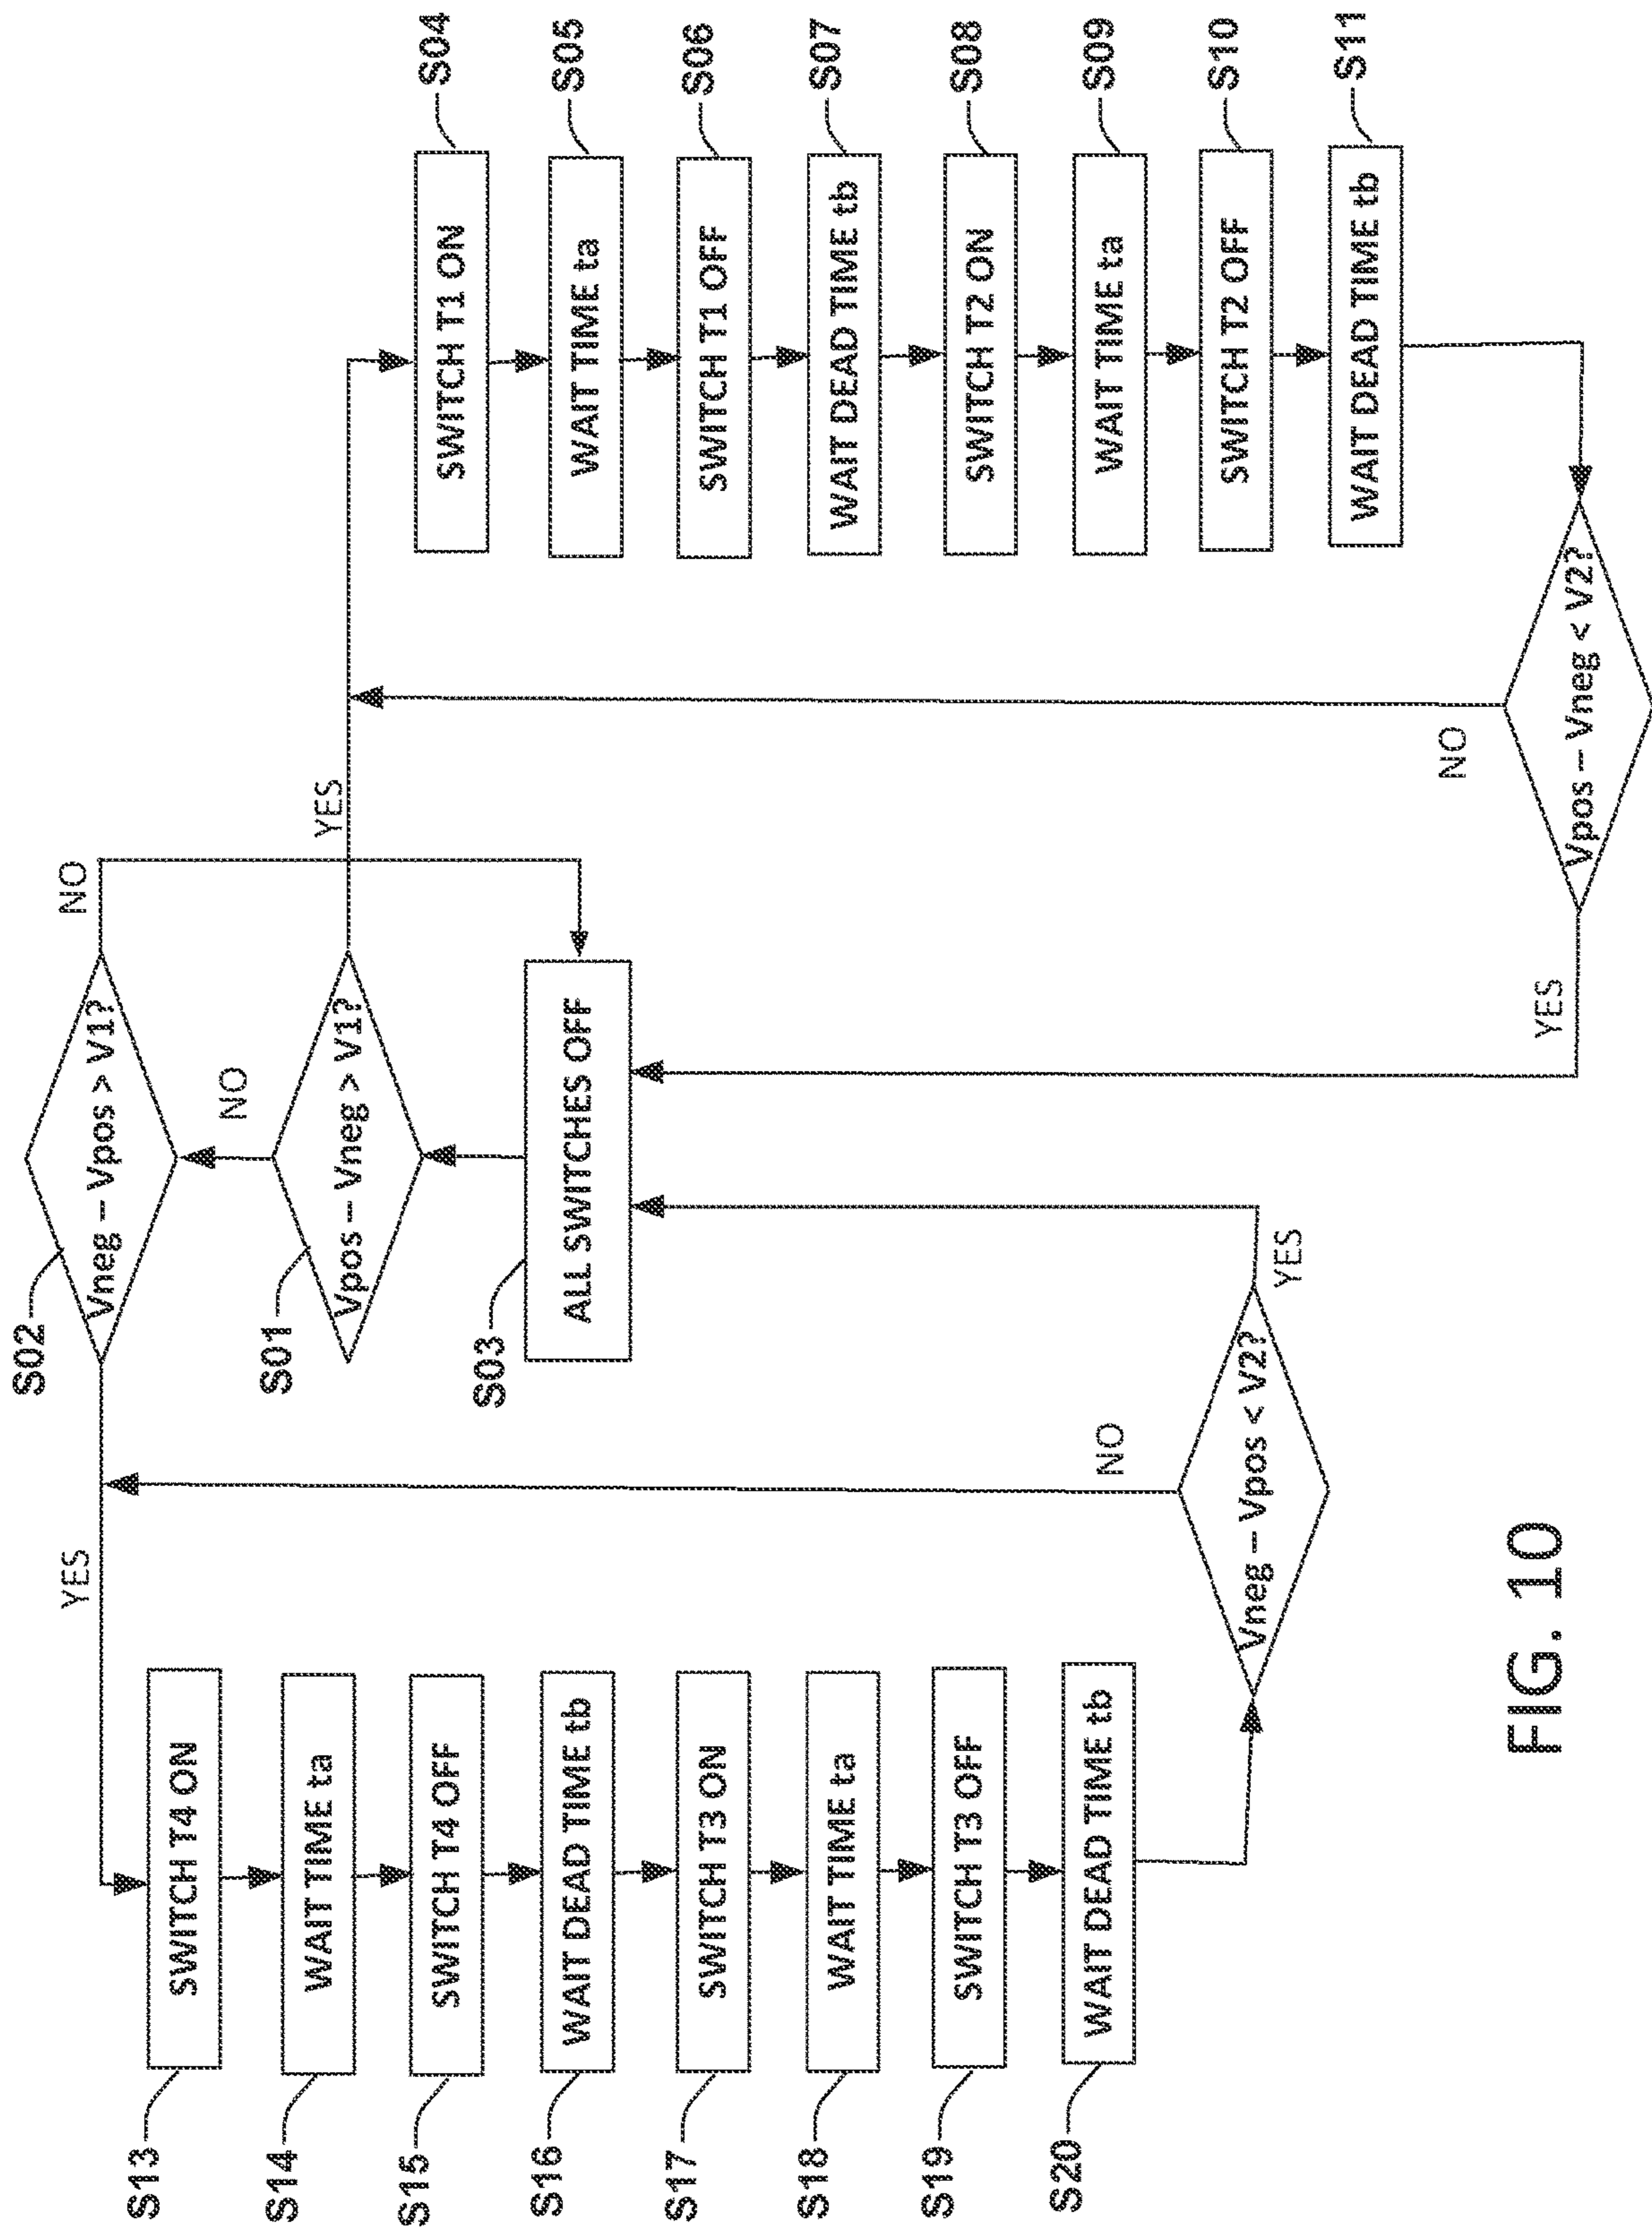 S02
Vneg – Vpos > V1?
NO
YES
NO
S01
Vpos – Vneg > V1?
YES
S03
ALL SWITCHES OFF
S13
SWITCH T4 ON
S14
WAIT TIME ta
S15
SWITCH T4 OFF
S16
WAIT DEAD TIME tb
S17
SWITCH T3 ON
S18
WAIT TIME ta
S19
SWITCH T3 OFF
S20
WAIT DEAD TIME tb
Vneg – Vpos < V2?
NO
YES
SWITCH T1 ON
S04
WAIT TIME ta
S05
SWITCH T1 OFF
S06
WAIT DEAD TIME tb
S07
SWITCH T2 ON
S08
WAIT TIME ta
S09
SWITCH T2 OFF
S10
WAIT DEAD TIME tb
S11
NO
YES
Vpos – Vneg < V2?
FIG. 10